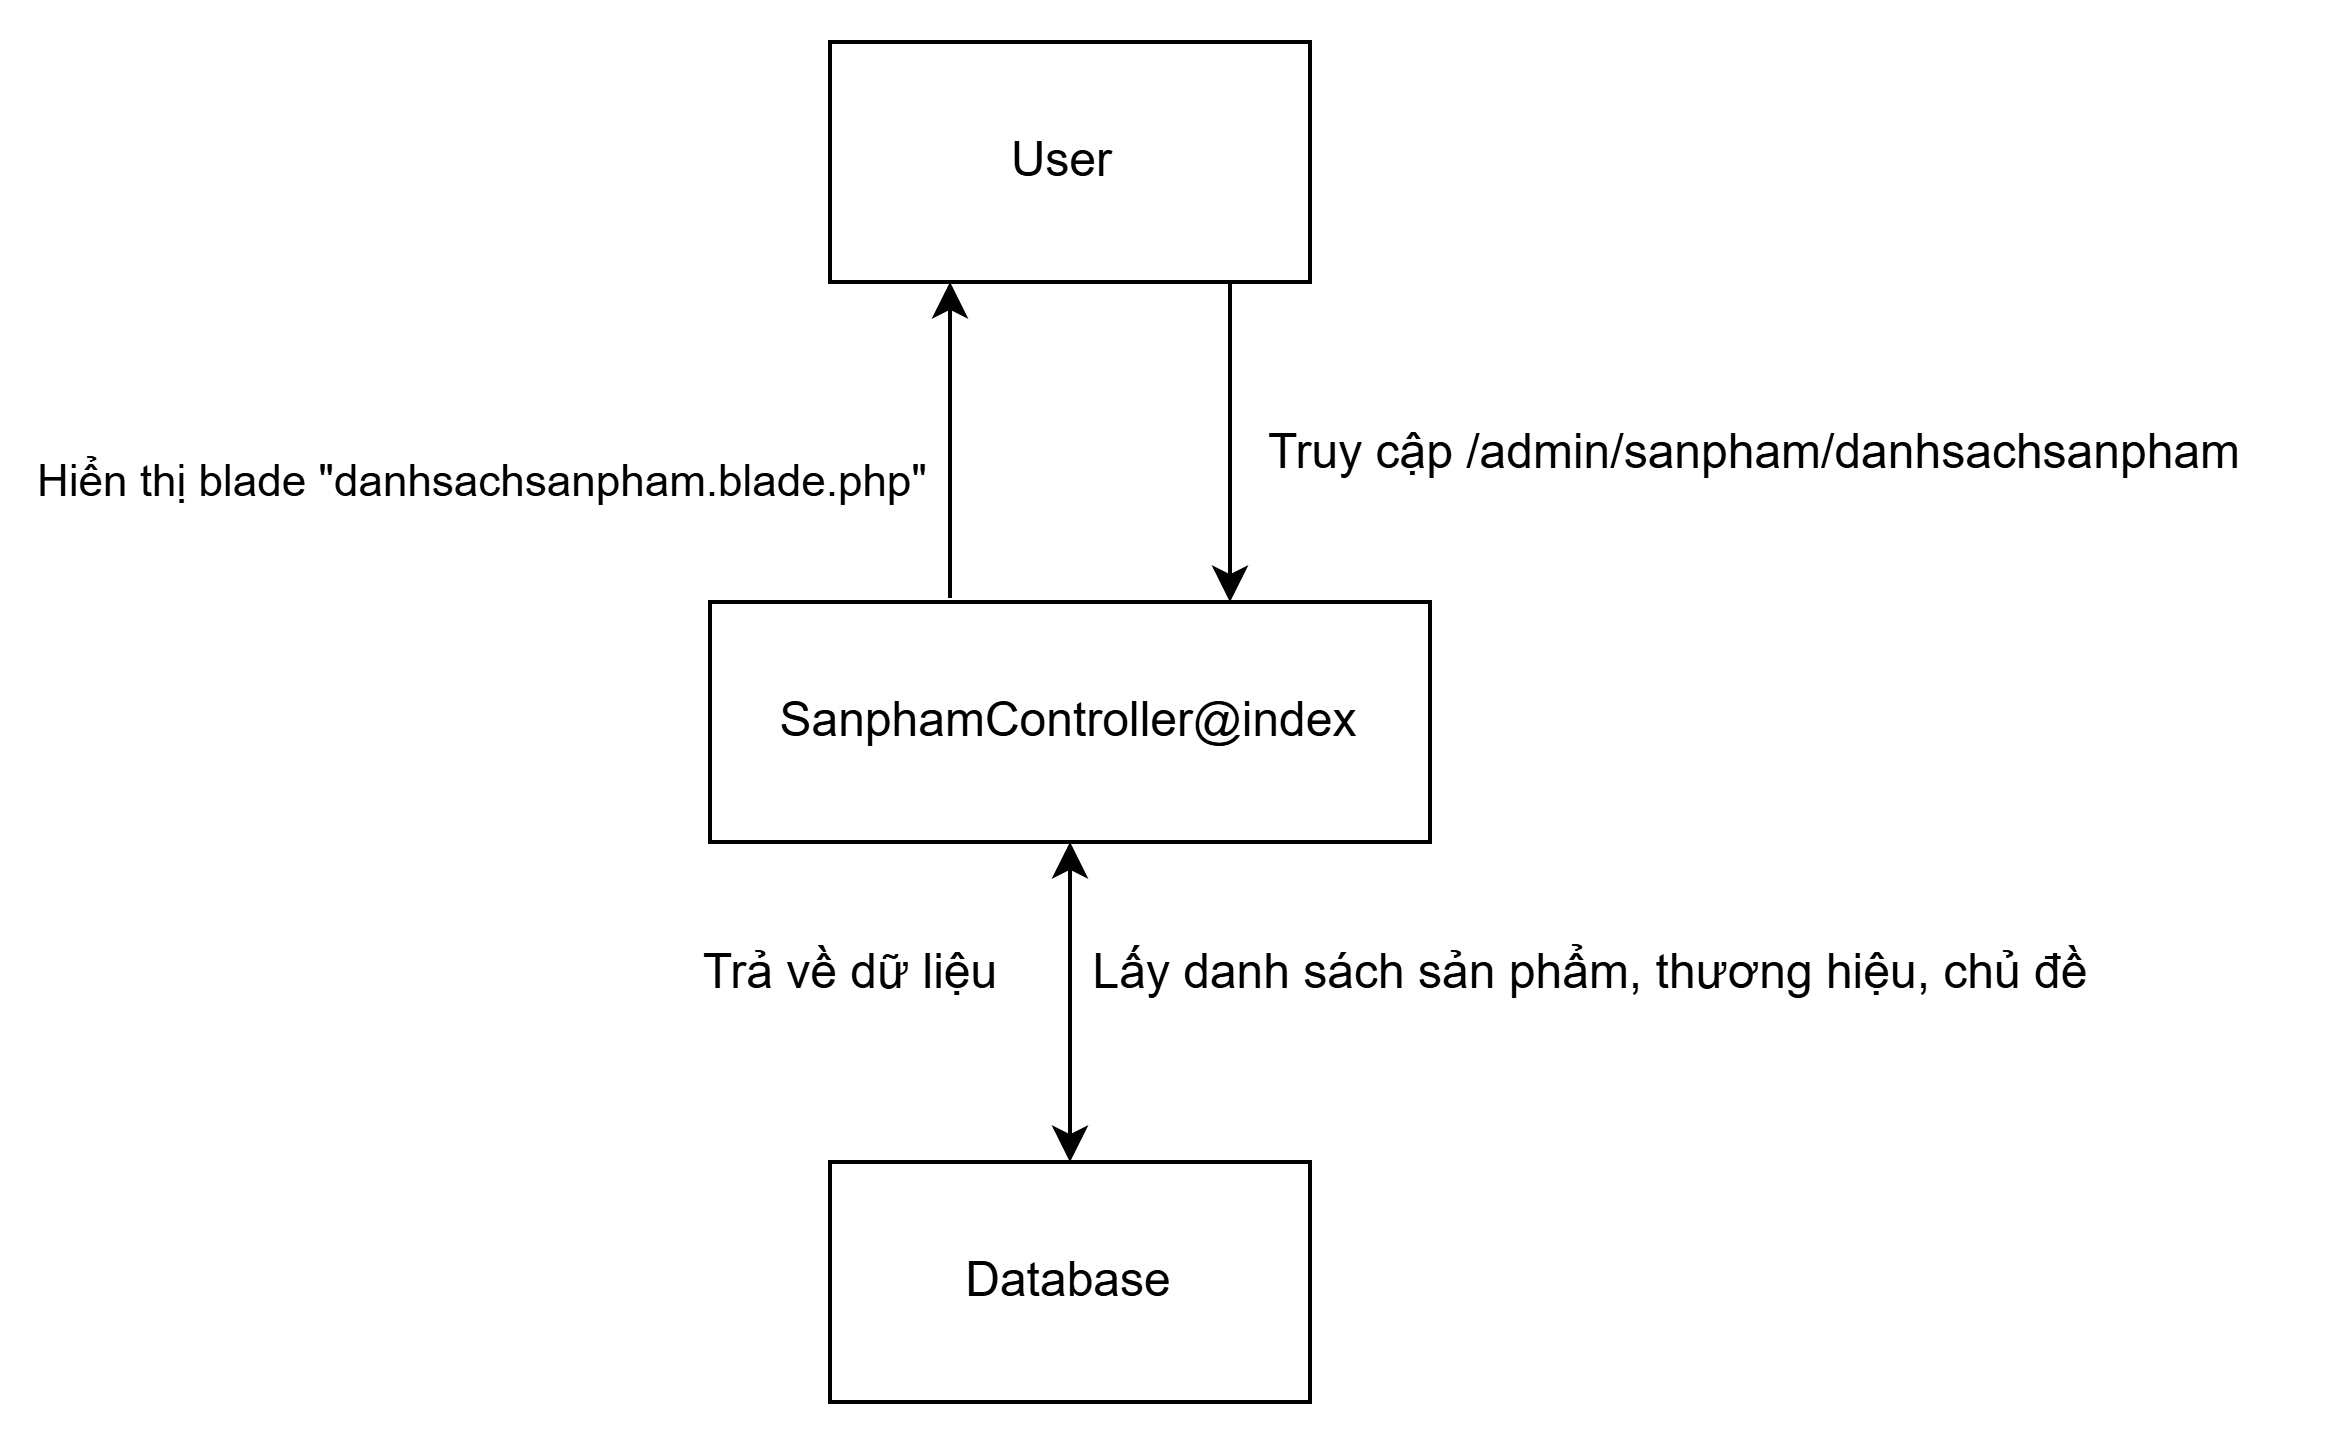 User
Truy cập /admin/sanpham/danhsachsanpham
Hiển thị blade "danhsachsanpham.blade.php"
SanphamController@index
Trả về dữ liệu
Lấy danh sách sản phẩm, thương hiệu, chủ đề
Database